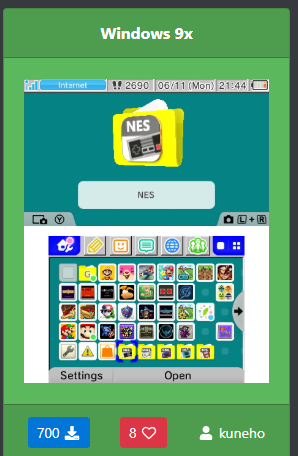 Windows 9x
Internet 2690 06/11 (Mon) 21:44
NES
NES
Y L + R
G
Settings Open
700 8 kuneho